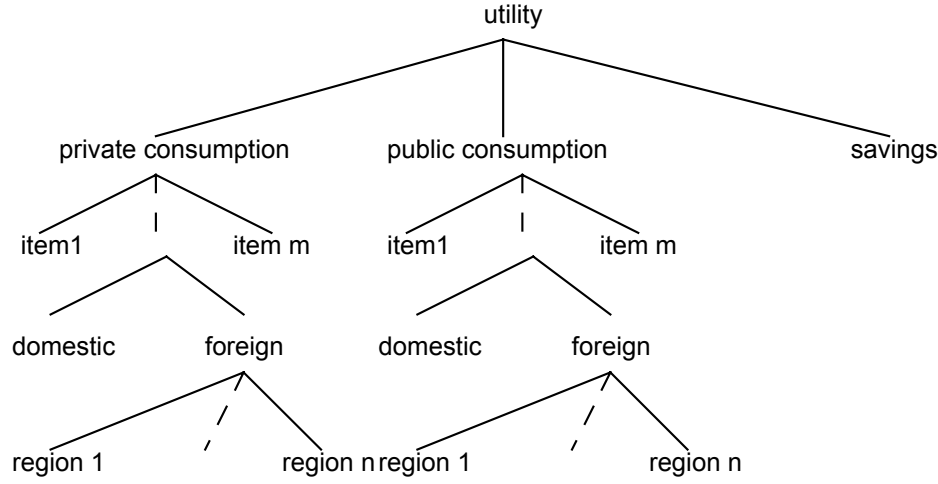 utility
private consumption public consumption savings
item1 item m item1 item m
domestic foreign domestic foreign
region 1 region n region 1 region n